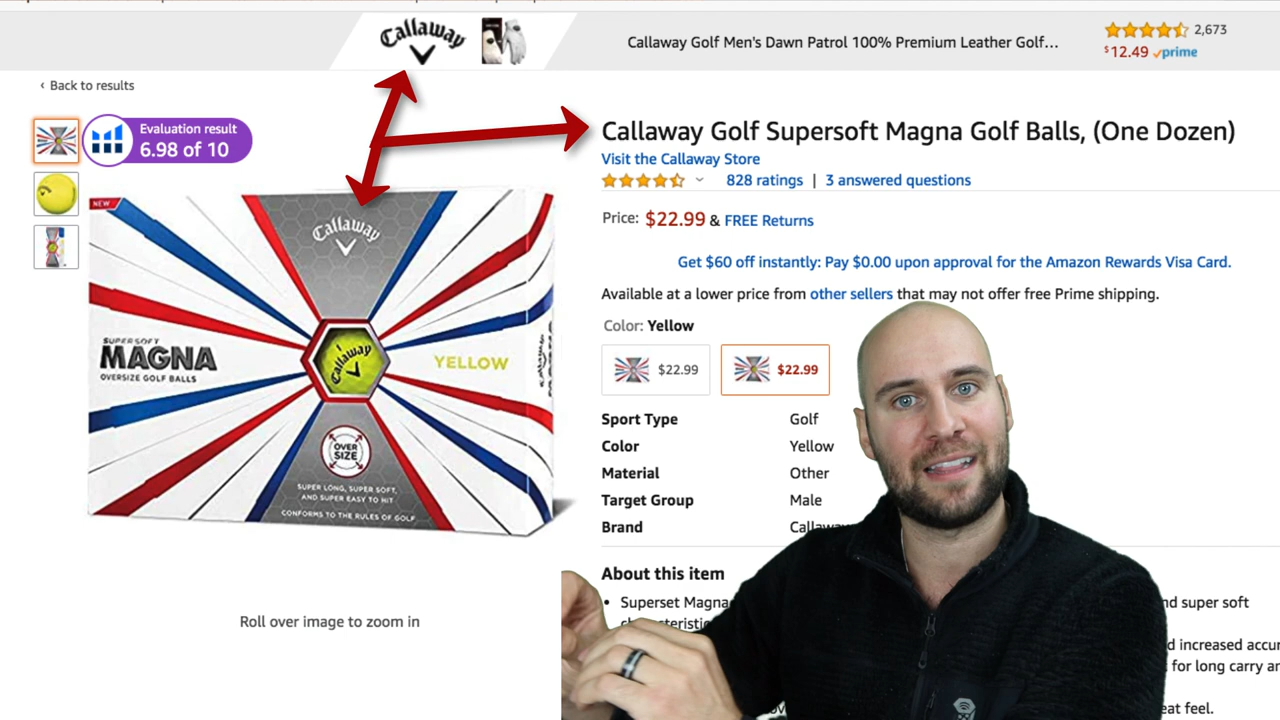 Callaway
Callaway Golf Men's Dawn Patrol 100% Premium Leather Golf…
2,673
$12.49 prime
‹ Back to results
Evaluation result
6.98 of 10
Callaway Golf Supersoft Magna Golf Balls, (One Dozen)
Visit the Callaway Store
828 ratings | 3 answered questions
Price: $22.99 & FREE Returns
Get $60 off instantly: Pay $0.00 upon approval for the Amazon Rewards Visa Card.
Available at a lower price from other sellers that may not offer free Prime shipping.
Color: Yellow
$22.99
$22.99
Sport Type Golf
Color Yellow
Material Other
Target Group Male
Brand
About this item
• Superset Magna
nd super soft
d increased
for long carry
eat feel.
NEW
Callaway
SUPERSOFT
MAGNA
OVERSIZE GOLF BALLS
Callaway
YELLOW
Callaway
OVER
SIZE
SUPER LONG, SUPER SOFT,
AND SUPER EASY TO HIT
CONFORMS TO THE RULES OF GOLF
Roll over image to zoom in